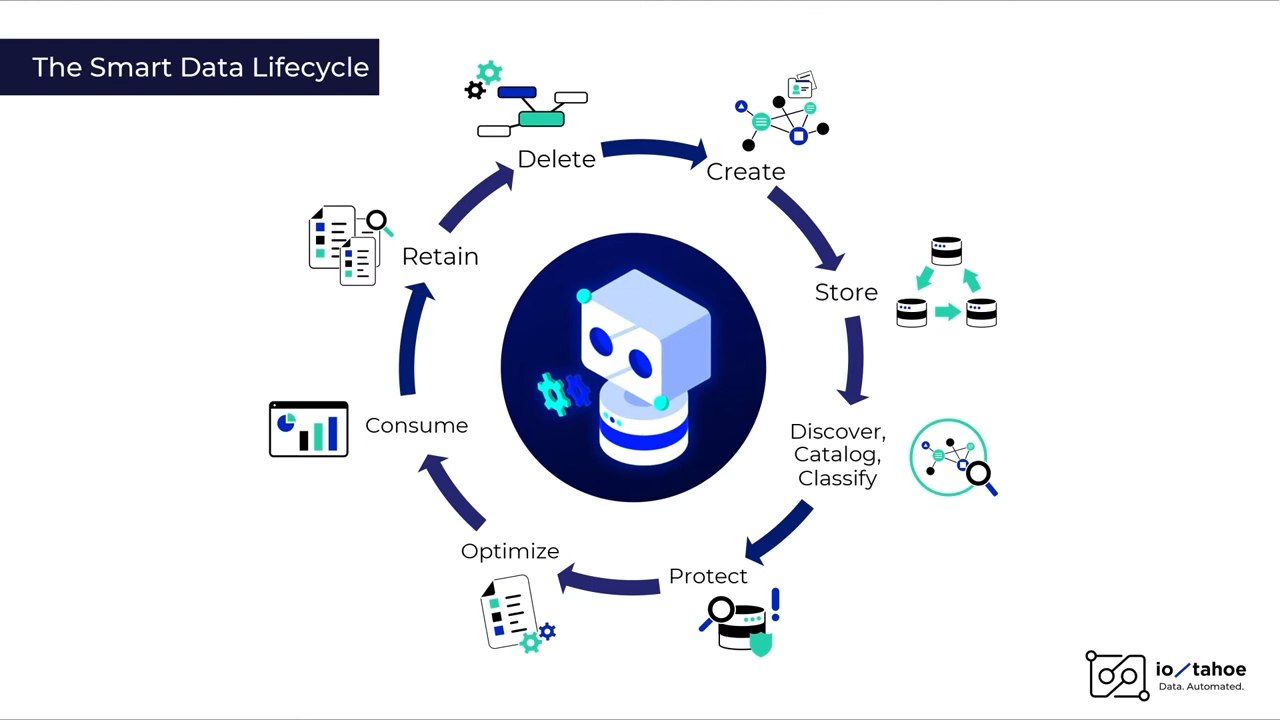 The Smart Data Lifecycle
Delete
Create
Retain
Store
Consume
Discover,
Catalog,
Classify
Optimize
Protect
io/tahoe
Data. Automated.